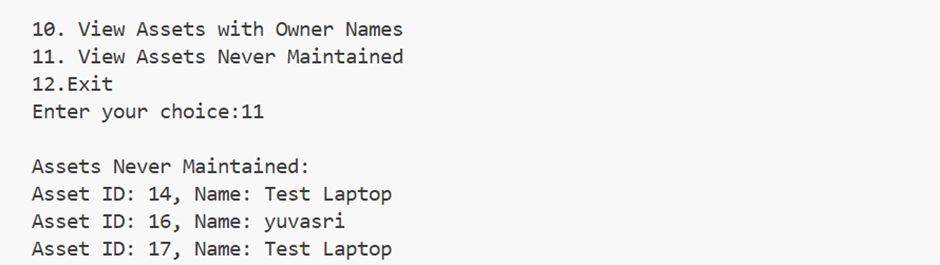 10. View Assets with Owner Names
11. View Assets Never Maintained
12.Exit
Enter your choice:11
Assets Never Maintained:
Asset ID: 14, Name: Test Laptop
Asset ID: 16, Name: yuvasri
Asset ID: 17, Name: Test Laptop